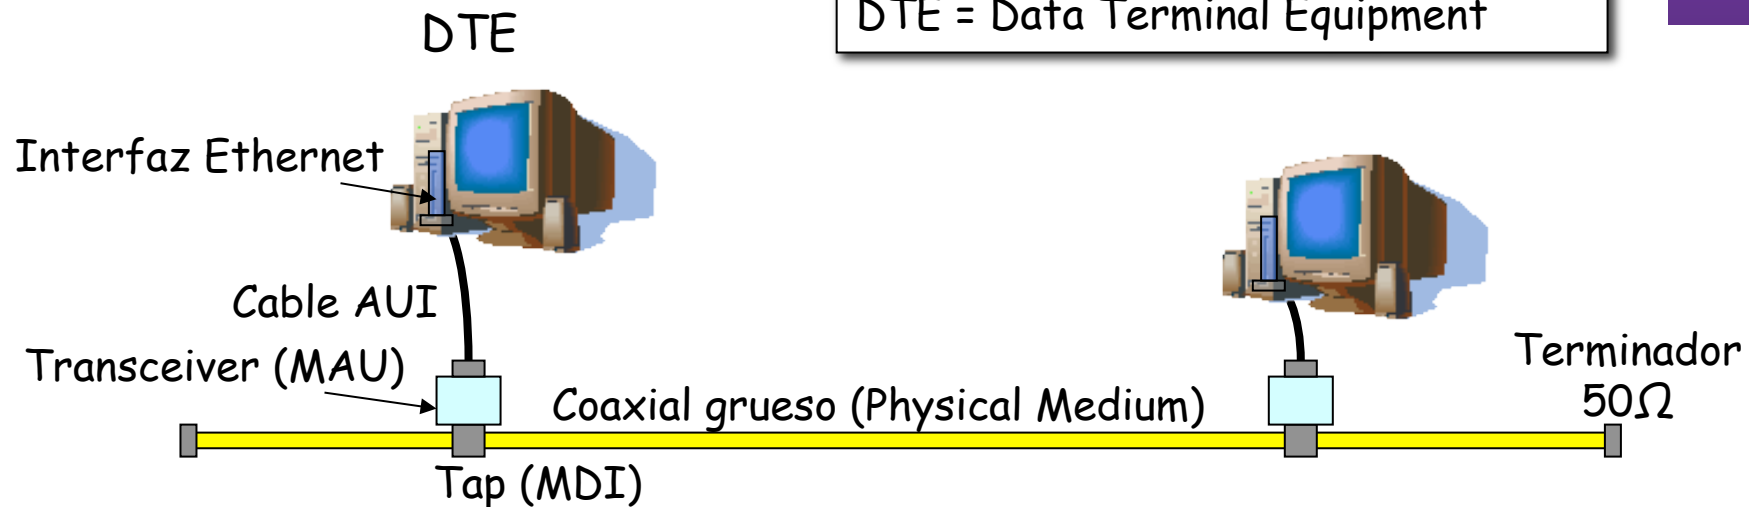 DTE = Data Terminal Equipment
DTE
Interfaz Ethernet
Cable AUI
Transceiver (MAU)
Coaxial grueso (Physical Medium)
Terminador
50Ω
Tap (MDI)